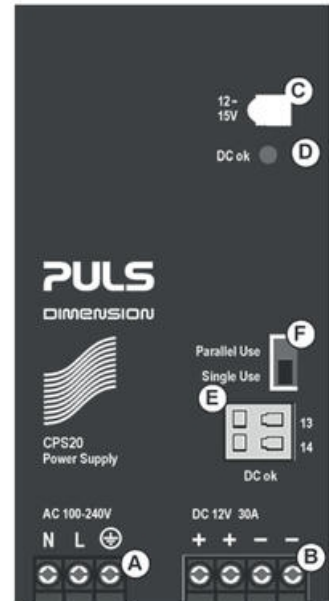 C
12-
15V
DC ok
D
PULS
DIMENSION
F
Parallel Use
Single Use
E
13
14
DC ok
CPS20
Power Supply
AC 100-240V
DC 12V 30A
N L
+ + − −
A
B